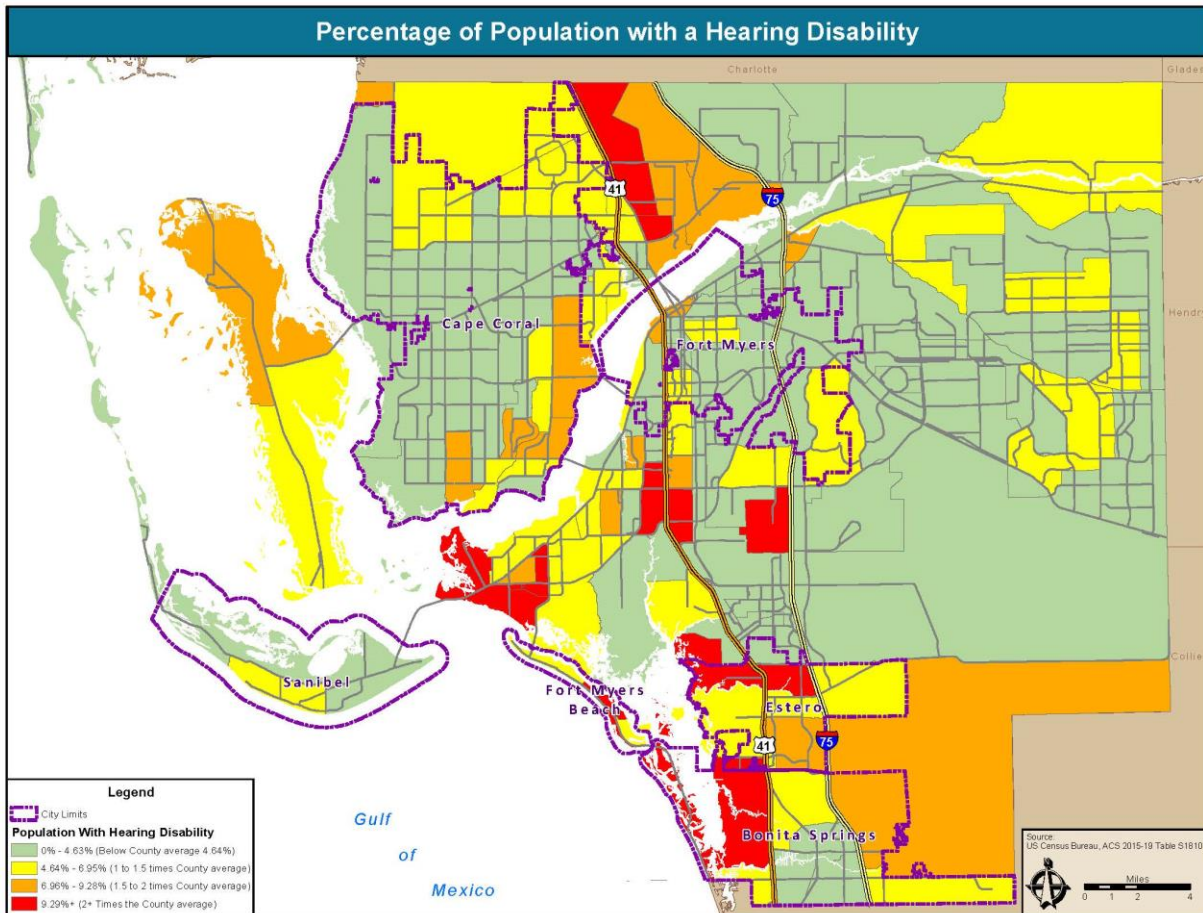 Percentage of Population with a Hearing Disability
Charlotte
Glades
41
75
Hendry
Cape Coral
Fort Myers
Collier
Sanibel
Fort Myers
Beach
Estero
41
75
Bonita Springs
Gulf
of
Mexico
Legend
City Limits
Population With Hearing Disability
0% - 4.63% (Below County average 4.64%)
4.64% - 6.95% (1 to 1.5 times County average)
6.96% - 9.28% (1.5 to 2 times County average)
9.29%+ (2+ Times the County average)
Source:
US Census Bureau, ACS 2015-19 Table S1810
Miles
0 1 2 4